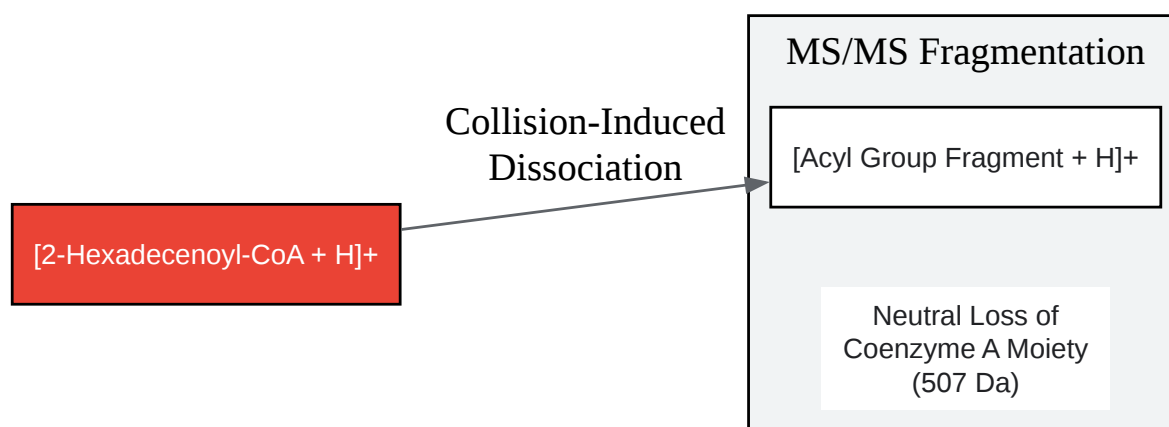 MS/MS Fragmentation
Collision-Induced
Dissociation
[Acyl Group Fragment + H]+
[2-Hexadecenoyl-CoA + H]+
Neutral Loss of
Coenzyme A Moiety
(507 Da)